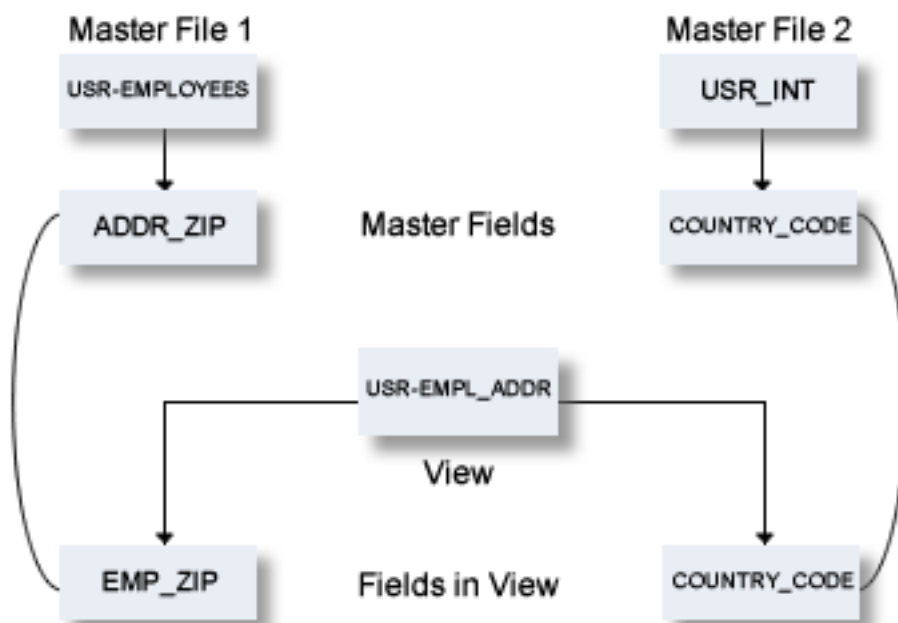 Master File 1
Master File 2
USR-EMPLOYEES
USR_INT
ADDR_ZIP
Master Fields
COUNTRY_CODE
USR-EMPL_ADDR
View
EMP_ZIP
Fields in View
COUNTRY_CODE